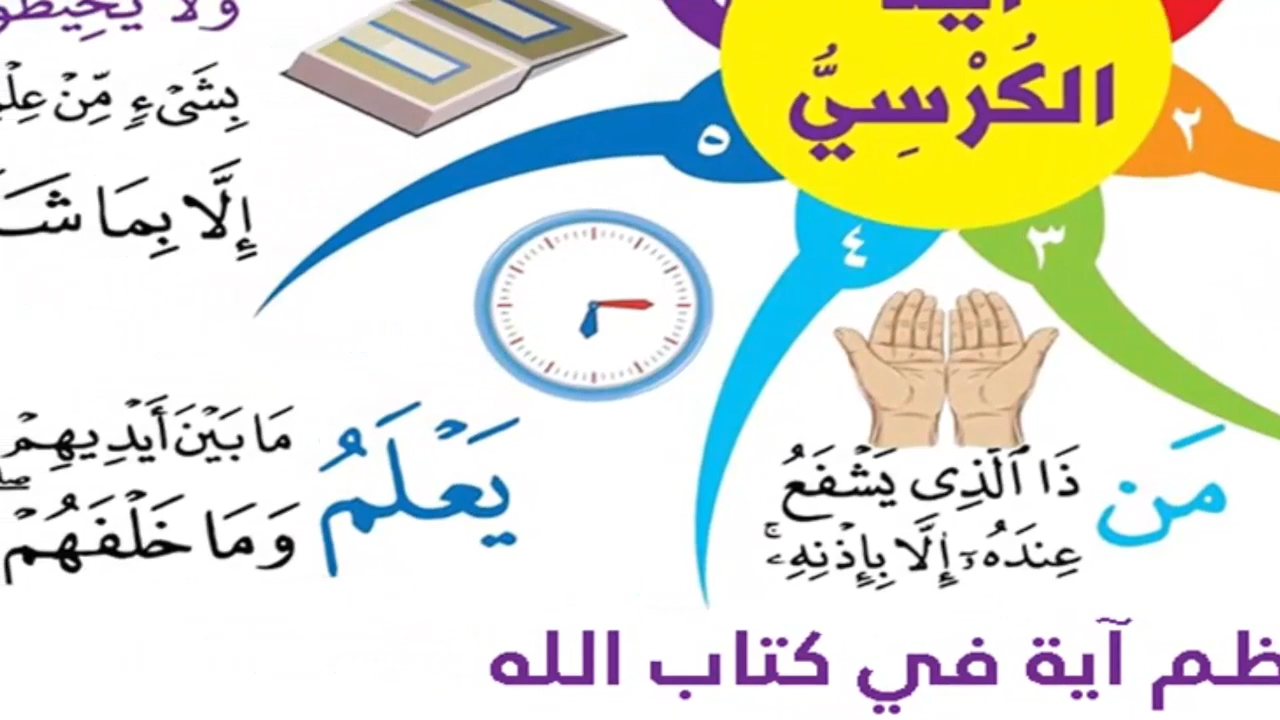 الكُرْسِيُّ
٢
٣
٤
٥
مَن
ذَا ٱلَّذِى يَشْفَعُ
عِندَهُۥٓ إِلَّا بِإِذْنِهِۦۚ
يَعْلَمُ
مَا بَيْنَ أَيْدِيهِمْ
وَمَا خَلْفَهُمْۖ
بِشَىْءٍ مِّنْ
إِلَّا بِمَا
آية في كتاب الله